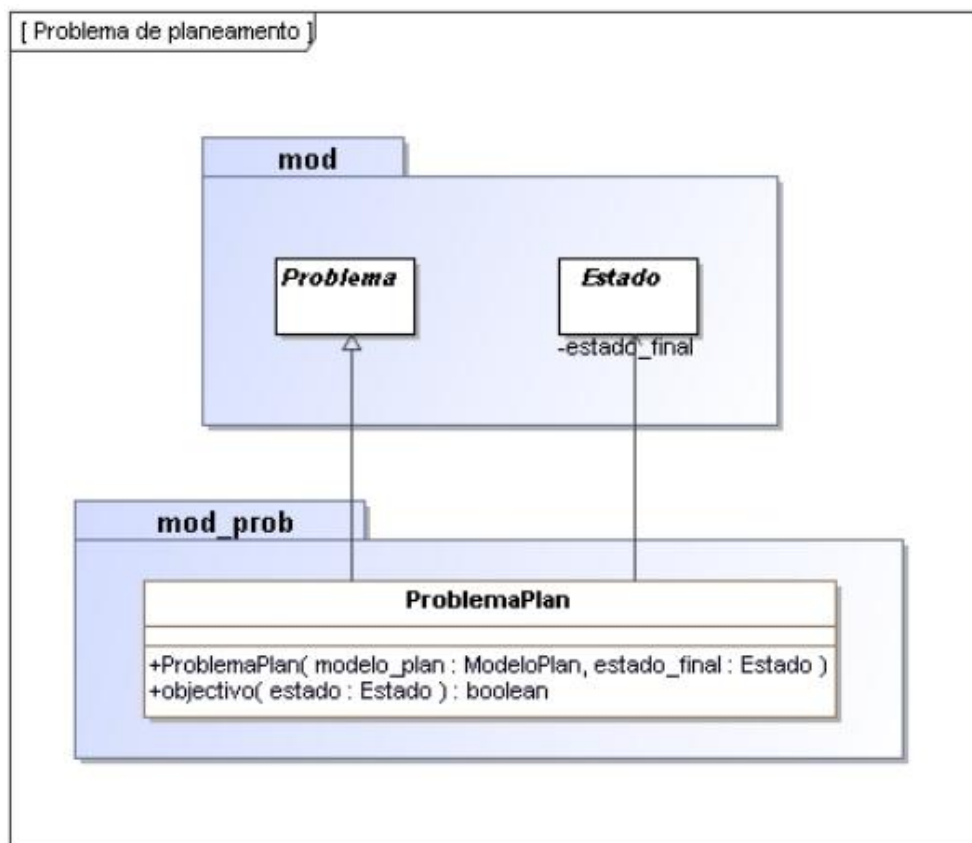 [ Problema de planeamento ]
mod
Problema
Estado
-estado_final
mod_prob
ProblemaPlan
+ProblemaPlan( modelo_plan : ModeloPlan, estado_final : Estado )
+objectivo( estado : Estado ) : boolean